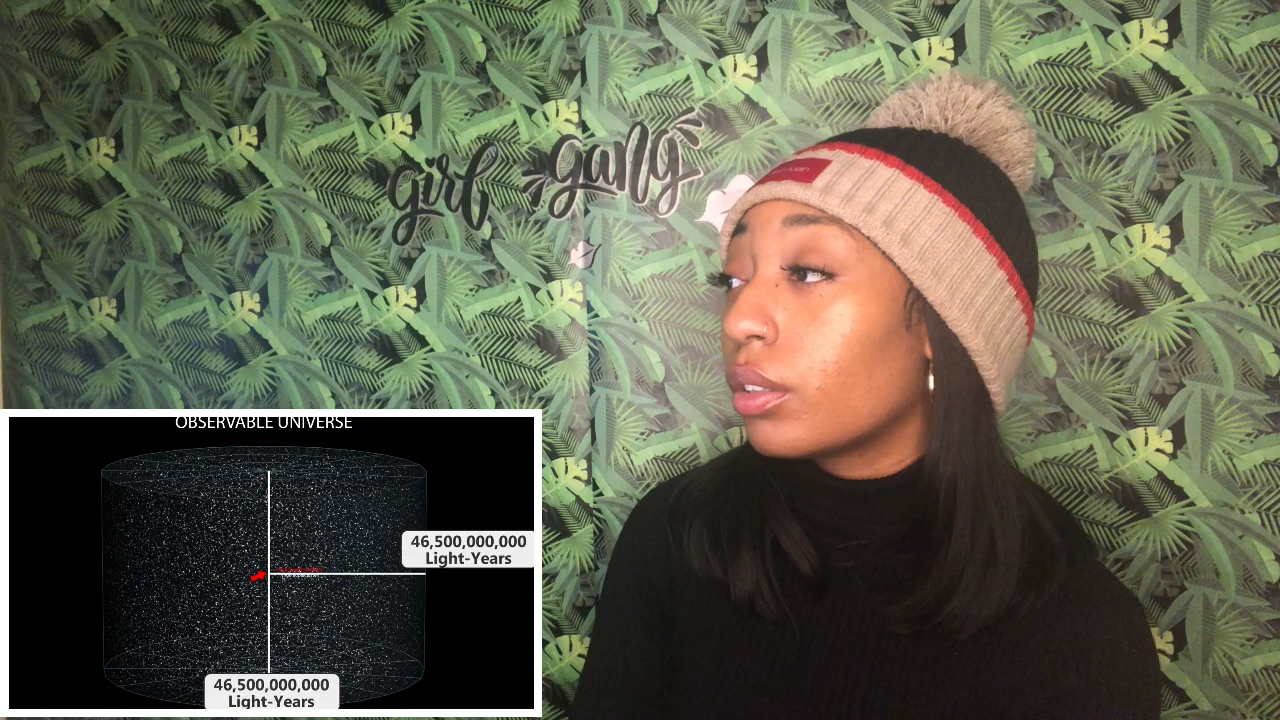 girl gang
OBSERVABLE UNIVERSE
46,500,000,000
Light-Years
46,500,000,000
Light-Years